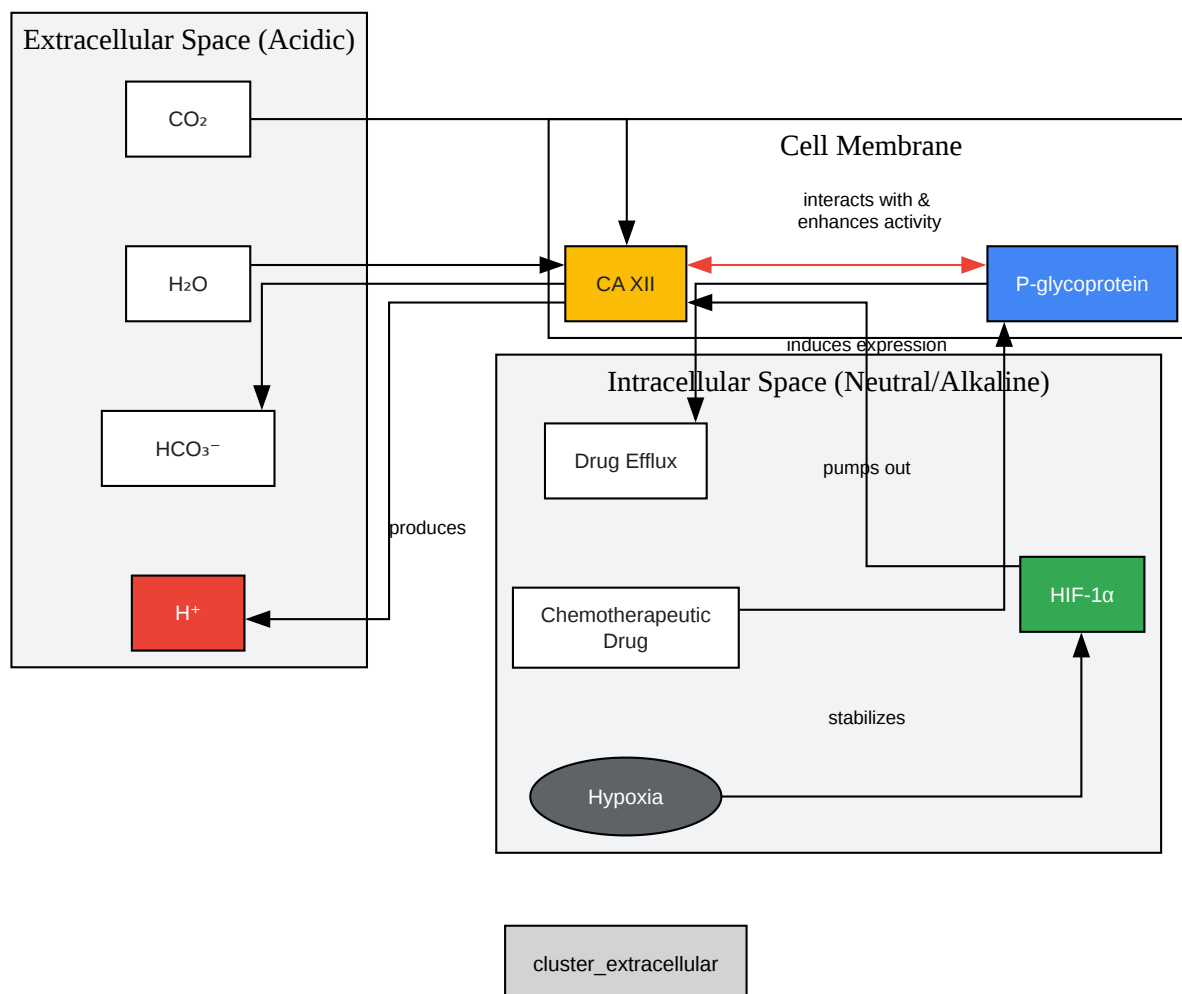 Extracellular Space (Acidic)
CO₂
Cell Membrane
interacts with &
enhances activity
H₂O
CA XII
P-glycoprotein
induces expression
Intracellular Space (Neutral/Alkaline)
HCO₃⁻
Drug Efflux
pumps out
produces
H⁺
Chemotherapeutic
Drug
HIF-1α
stabilizes
Hypoxia
cluster_extracellular